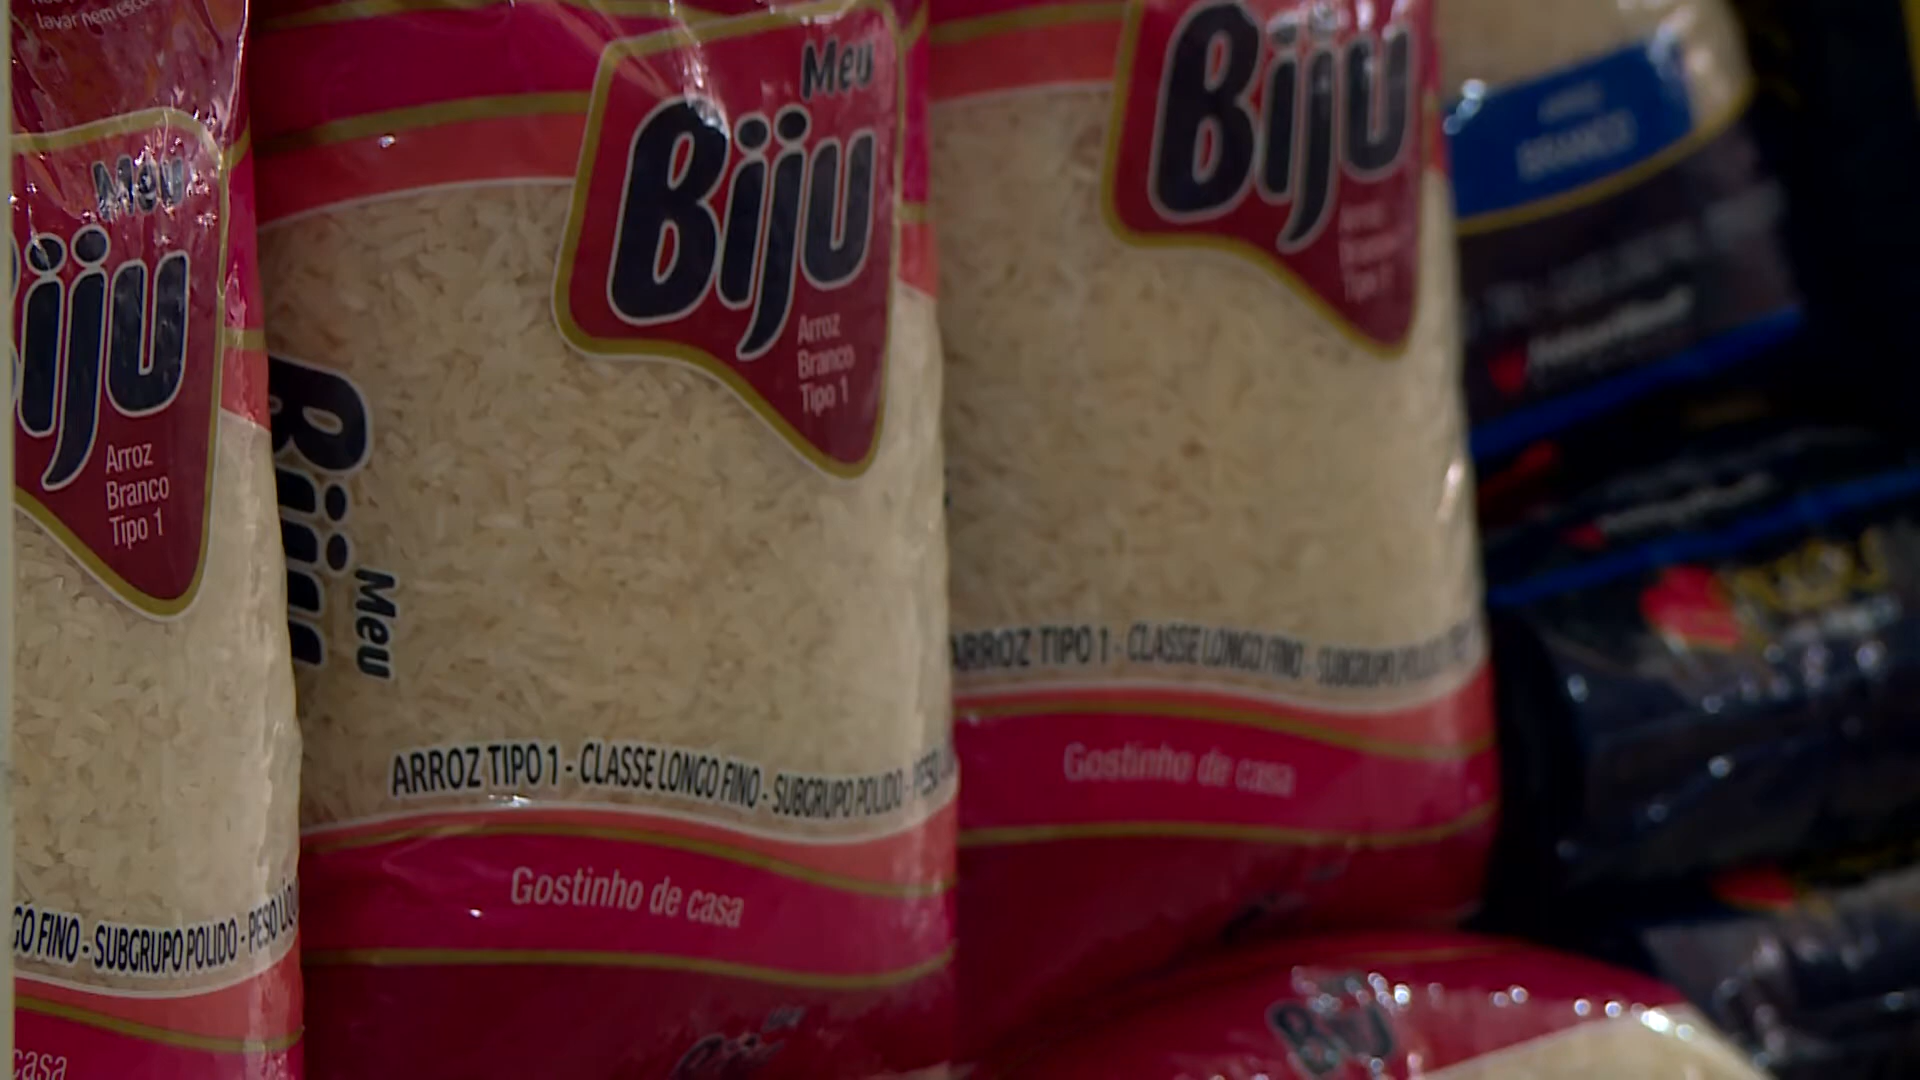 lavar nem esco
Meu
Biju
Arroz
Branco
Tipo 1
GO FINO - SUBGRUPO POLIDO - PESO LÍQU
casa
Meu
Biju
Arroz
Branco
Tipo 1
Biju
Meu
ARROZ TIPO 1 - CLASSE LONGO FINO - SUBGRUPO POLIDO - PESO
Gostinho de casa
Biju
Biju
Arroz
Branco
Tipo 1
ARROZ TIPO 1 - CLASSE LONGO FINO - SUBGRUPO POLIDO
Gostinho de casa
Biju
BRANCO